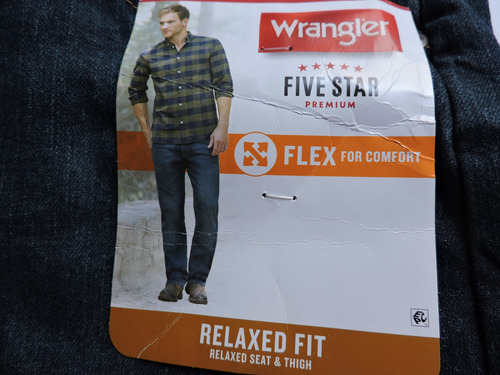 Wrangler
FIVE STAR
PREMIUM
FLEX FOR COMFORT
RELAXED FIT
RELAXED SEAT & THIGH